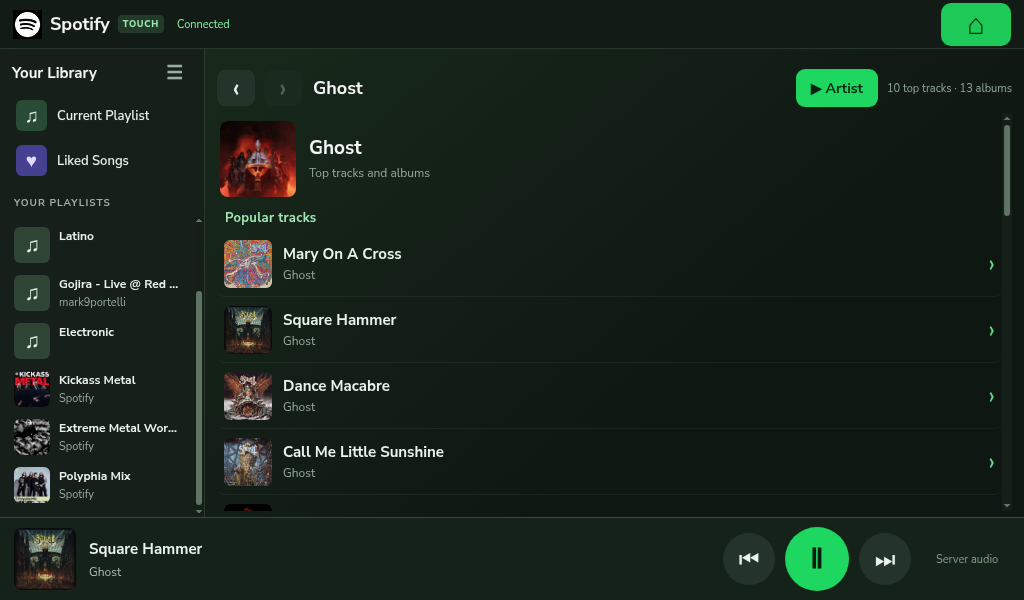 Spotify TOUCH Connected
Your Library
Current Playlist
Liked Songs
YOUR PLAYLISTS
Latino
Gojira - Live @ Red ...
mark9portelli
Electronic
Kickass Metal
Spotify
Extreme Metal Wor...
Spotify
Polyphia Mix
Spotify
Ghost
▶ Artist
10 top tracks · 13 albums
Ghost
Top tracks and albums
Popular tracks
Mary On A Cross
Ghost
Square Hammer
Ghost
Dance Macabre
Ghost
Call Me Little Sunshine
Ghost
Square Hammer
Ghost
Server audio